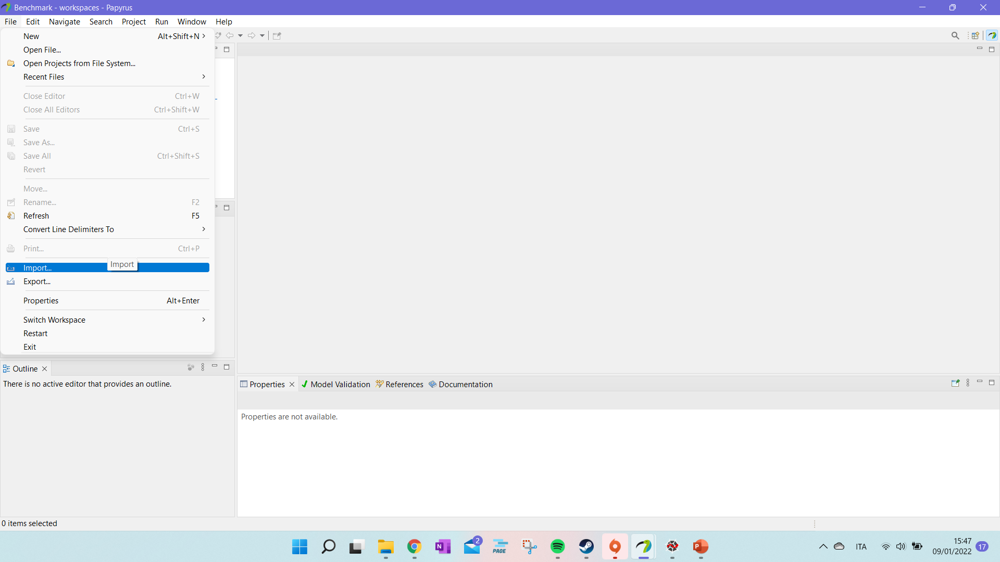 Benchmark - workspaces - Papyrus
File Edit Navigate Search Project Run Window Help
New Alt+Shift+N
Open File...
Open Projects from File System...
Recent Files
Close Editor Ctrl+W
Close All Editors Ctrl+Shift+W
Save Ctrl+S
Save As...
Save All Ctrl+Shift+S
Revert
Move...
Rename... F2
Refresh F5
Convert Line Delimiters To
Print... Ctrl+P
Import... Import
Export...
Properties Alt+Enter
Switch Workspace
Restart
Exit
Outline
There is no active editor that provides an outline.
Properties Model Validation References Documentation
Properties are not available.
0 items selected
N 2 PAGE P ITA 15:47
09/01/2022 17